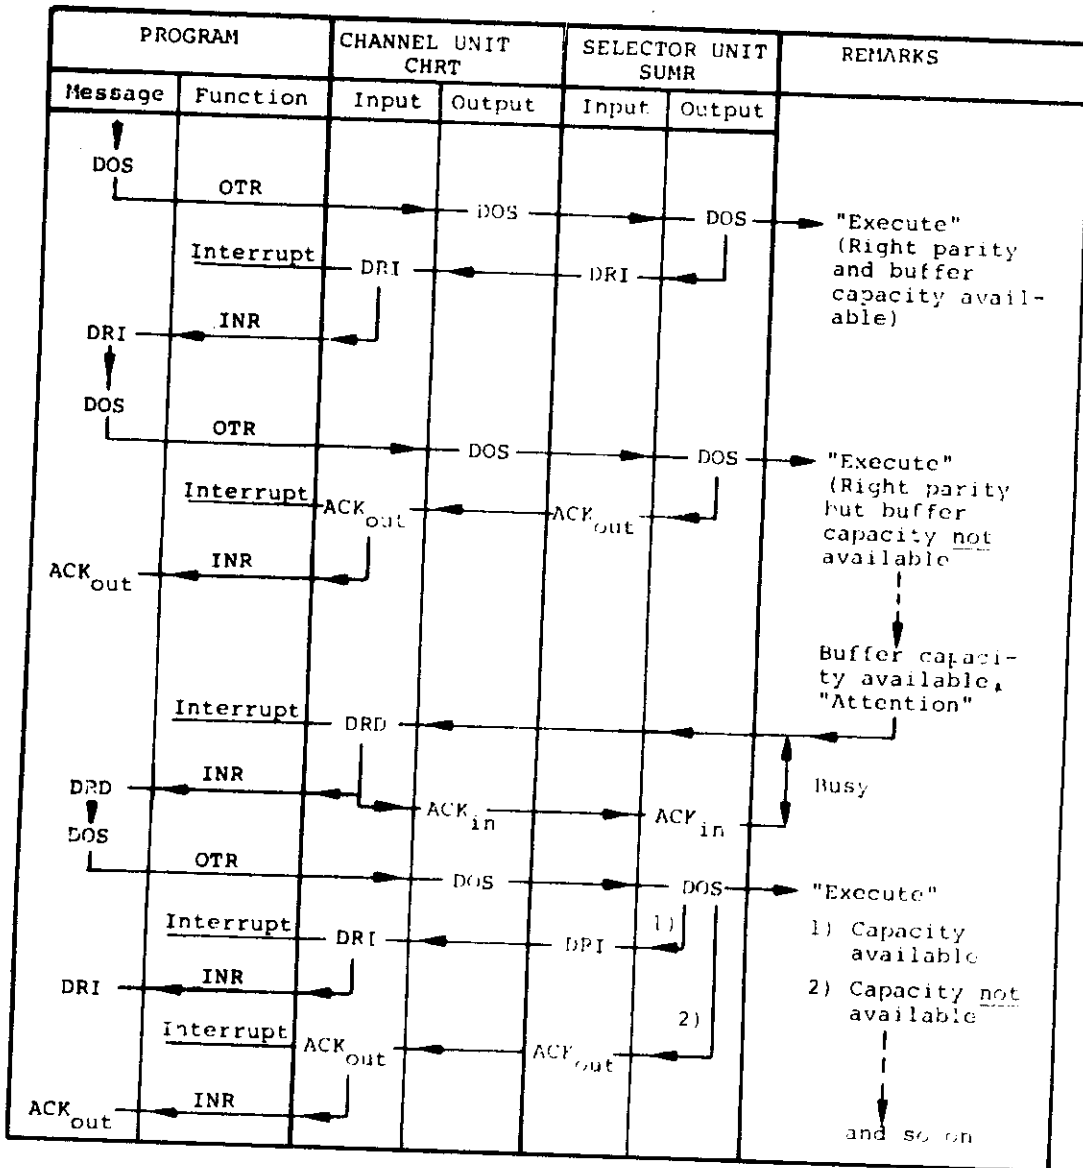 PROGRAM
CHANNEL UNIT
CHRT
SELECTOR UNIT
SUMR
REMARKS
Message
Function
Input
Output
Input
Output
DOS
OTR
DOS
DOS
"Execute"
(Right parity
and buffer
capacity avail-
able)
Interrupt
DRI
DRI
DRI
INR
DOS
OTR
DOS
DOS
"Execute"
(Right parity
but buffer
capacity not
available
Interrupt
ACKout
ACKout
ACKout
INR
Buffer capaci-
ty available,
"Attention"
Interrupt
DRD
Busy
DRD
INR
ACKin
ACKin
DOS
OTR
DOS
DOS
"Execute"
1) Capacity
available
2) Capacity not
available
Interrupt
DRI
DRI
1)
DRI
INR
2)
Interrupt
ACKout
ACKout
ACKout
INR
and so on